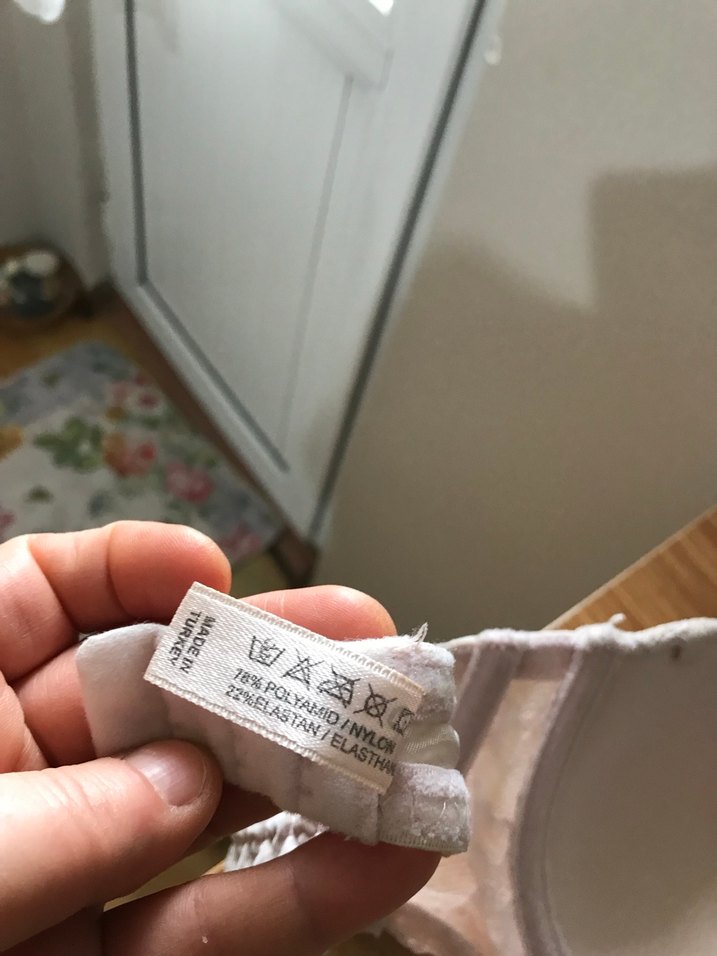 MADE IN
TURKEY
78% POLYAMID / NYLON
22%ELASTAN / ELASTHAN